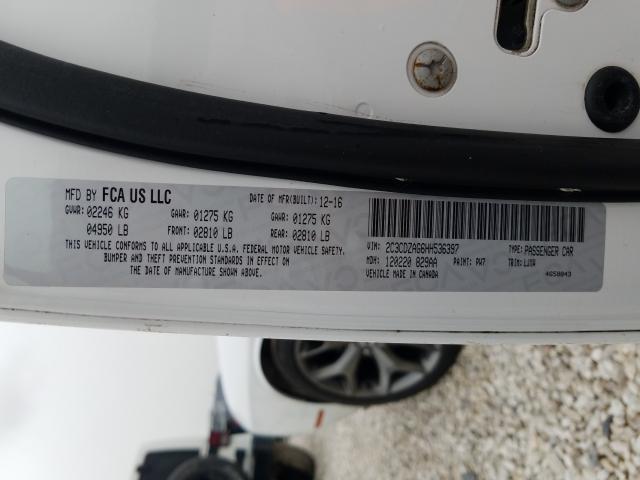 MFD BY FCA US LLC DATE OF MFR(BUILT): 12-16
GVWR: 02246 KG GAWR: 01275 KG GAWR: 01275 KG
04950 LB FRONT: 02810 LB REAR: 02810 LB
THIS VEHICLE CONFORMS TO ALL APPLICABLE U.S.A. FEDERAL MOTOR VEHICLE SAFETY,
BUMPER AND THEFT PREVENTION STANDARDS IN EFFECT ON
THE DATE OF MANUFACTURE SHOWN ABOVE.
VIN: 2C3CDZAG6HH536397 TYPE: PASSENGER CAR
MDH: 120220 829AA PAINT: PW7 TRIM:
VEHICLE MADE IN CANADA 4658043